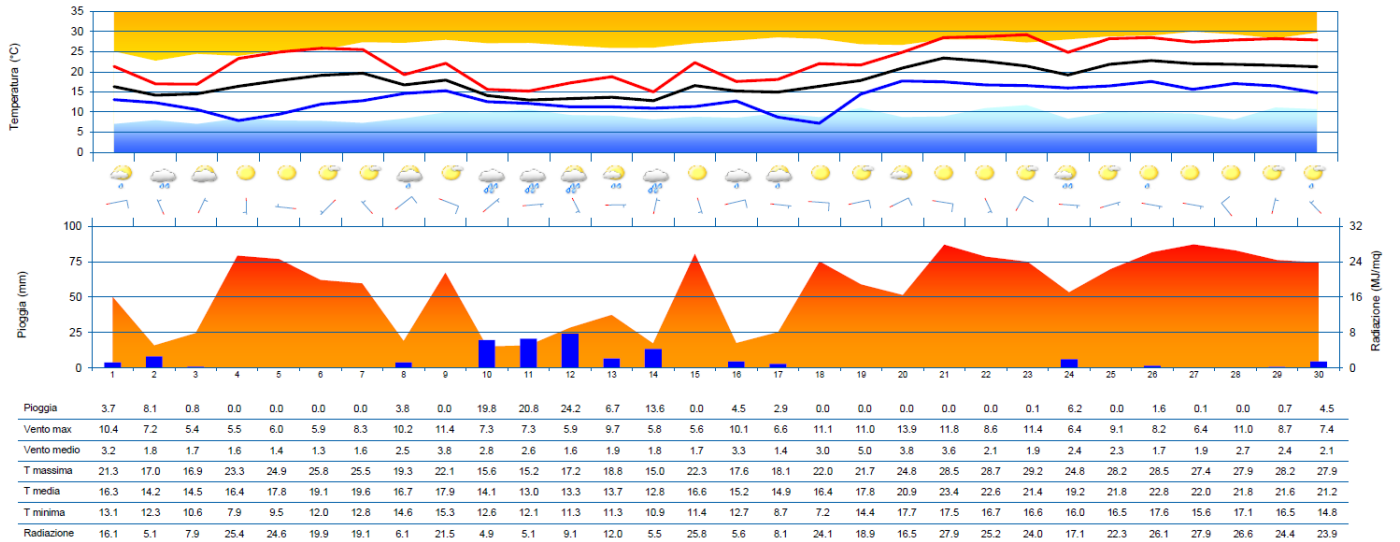 Temperatura (°C)
35
30
25
20
15
10
5
0
Pioggia (mm)
100
75
50
25
0
Radiazione (MJ/mq)
32
24
16
8
0
1 2 3 4 5 6 7 8 9 10 11 12 13 14 15 16 17 18 19 20 21 22 23 24 25 26 27 28 29 30
Pioggia 3.7 8.1 0.8 0.0 0.0 0.0 0.0 3.8 0.0 19.8 20.8 24.2 6.7 13.6 0.0 4.5 2.9 0.0 0.0 0.0 0.0 0.0 0.1 6.2 0.0 1.6 0.1 0.0 0.7 4.5
Vento max 10.4 7.2 5.4 5.5 6.0 5.9 8.3 10.2 11.4 7.3 7.3 5.9 9.7 5.8 5.6 10.1 6.6 11.1 11.0 13.9 11.8 8.6 11.4 6.4 9.1 8.2 6.4 11.0 8.7 7.4
Vento medio 3.2 1.8 1.7 1.6 1.4 1.3 1.6 2.5 3.8 2.8 2.6 1.6 1.9 1.8 1.7 3.3 1.4 3.0 5.0 3.8 3.6 2.1 1.9 2.4 2.3 1.7 1.9 2.7 2.4 2.1
T massima 21.3 17.0 16.9 23.3 24.9 25.8 25.5 19.3 22.1 15.6 15.2 17.2 18.8 15.0 22.3 17.6 18.1 22.0 21.7 24.8 28.5 28.7 29.2 24.8 28.2 28.5 27.4 27.9 28.2 27.9
T media 16.3 14.2 14.5 16.4 17.8 19.1 19.6 16.7 17.9 14.1 13.0 13.3 13.7 12.8 16.6 15.2 14.9 16.4 17.8 20.9 23.4 22.6 21.4 19.2 21.8 22.8 22.0 21.8 21.6 21.2
T minima 13.1 12.3 10.6 7.9 9.5 12.0 12.8 14.6 15.3 12.6 12.1 11.3 11.3 10.9 11.4 12.7 8.7 7.2 14.4 17.7 17.5 16.7 16.6 16.0 16.5 17.6 15.6 17.1 16.5 14.8
Radiazione 16.1 5.1 7.9 25.4 24.6 19.9 19.1 6.1 21.5 4.9 5.1 9.1 12.0 5.5 25.8 5.6 8.1 24.1 18.9 16.5 27.9 25.2 24.0 17.1 22.3 26.1 27.9 26.6 24.4 23.9